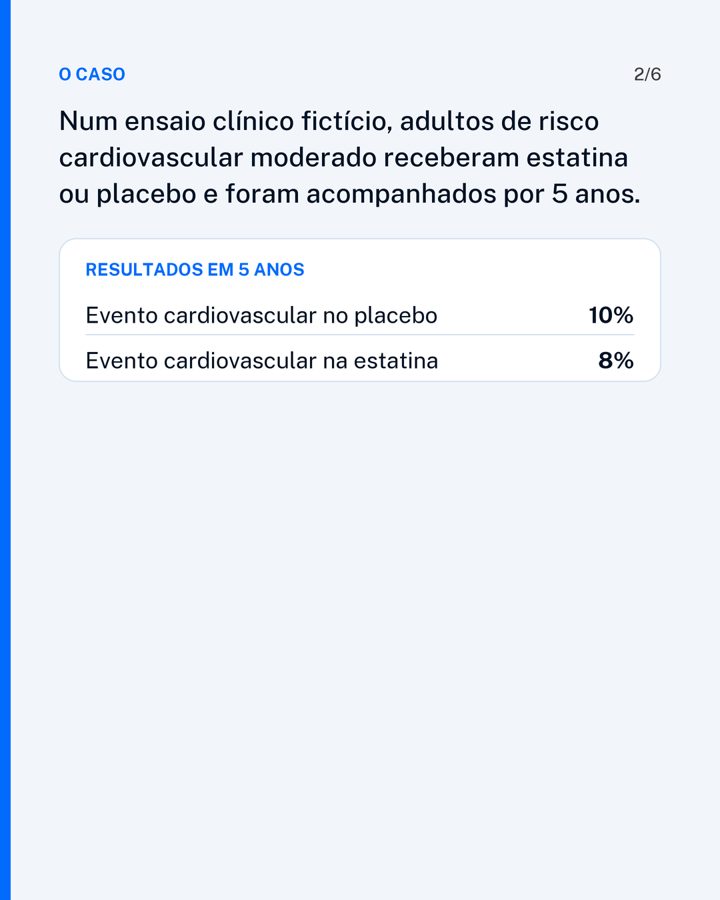 O CASO
2/6
Num ensaio clínico fictício, adultos de risco
cardiovascular moderado receberam estatina
ou placebo e foram acompanhados por 5 anos.
RESULTADOS EM 5 ANOS
Evento cardiovascular no placebo 10%
Evento cardiovascular na estatina 8%